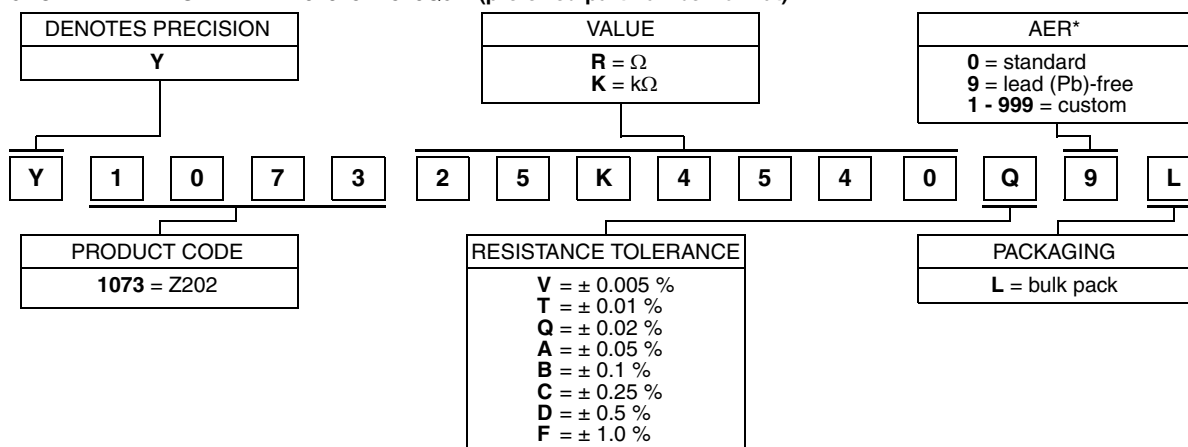 DENOTES PRECISION
Y
VALUE
R = Ω
K = kΩ
AER*
0 = standard
9 = lead (Pb)-free
1 - 999 = custom
Y 1 0 7 3 2 5 K 4 5 4 0 Q 9 L
PRODUCT CODE
1073 = Z202
RESISTANCE TOLERANCE
V = ± 0.005 %
T = ± 0.01 %
Q = ± 0.02 %
A = ± 0.05 %
B = ± 0.1 %
C = ± 0.25 %
D = ± 0.5 %
F = ± 1.0 %
PACKAGING
L = bulk pack